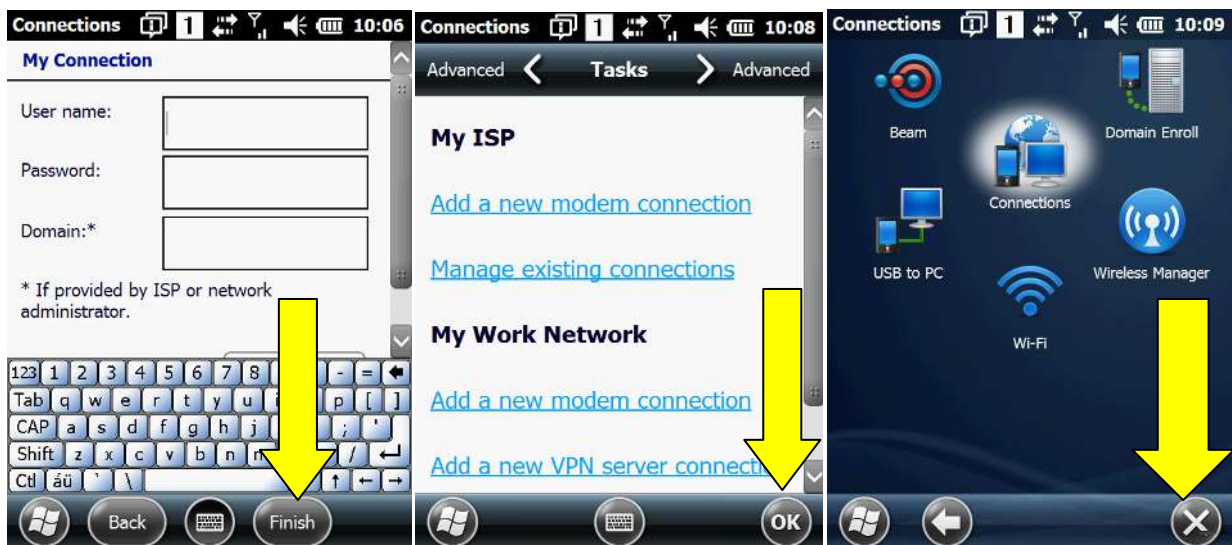 Connections 1 10:06
My Connection
User name:
Password:
Domain:*
* If provided by ISP or network
administrator.
123 1 2 3 4 5 6 7 8 - =
Tab q w e r t y u i p [ ]
CAP a s d f g h j ; '
Shift z x c v b n m /
Ctl áü ` \
Back Finish
Connections 1 10:08
Advanced Tasks Advanced
My ISP
Add a new modem connection
Manage existing connections
My Work Network
Add a new modem connection
Add a new VPN server
OK
Connections 1 10:09
Beam
Domain Enroll
Connections
USB to PC
Wireless Manager
Wi-Fi